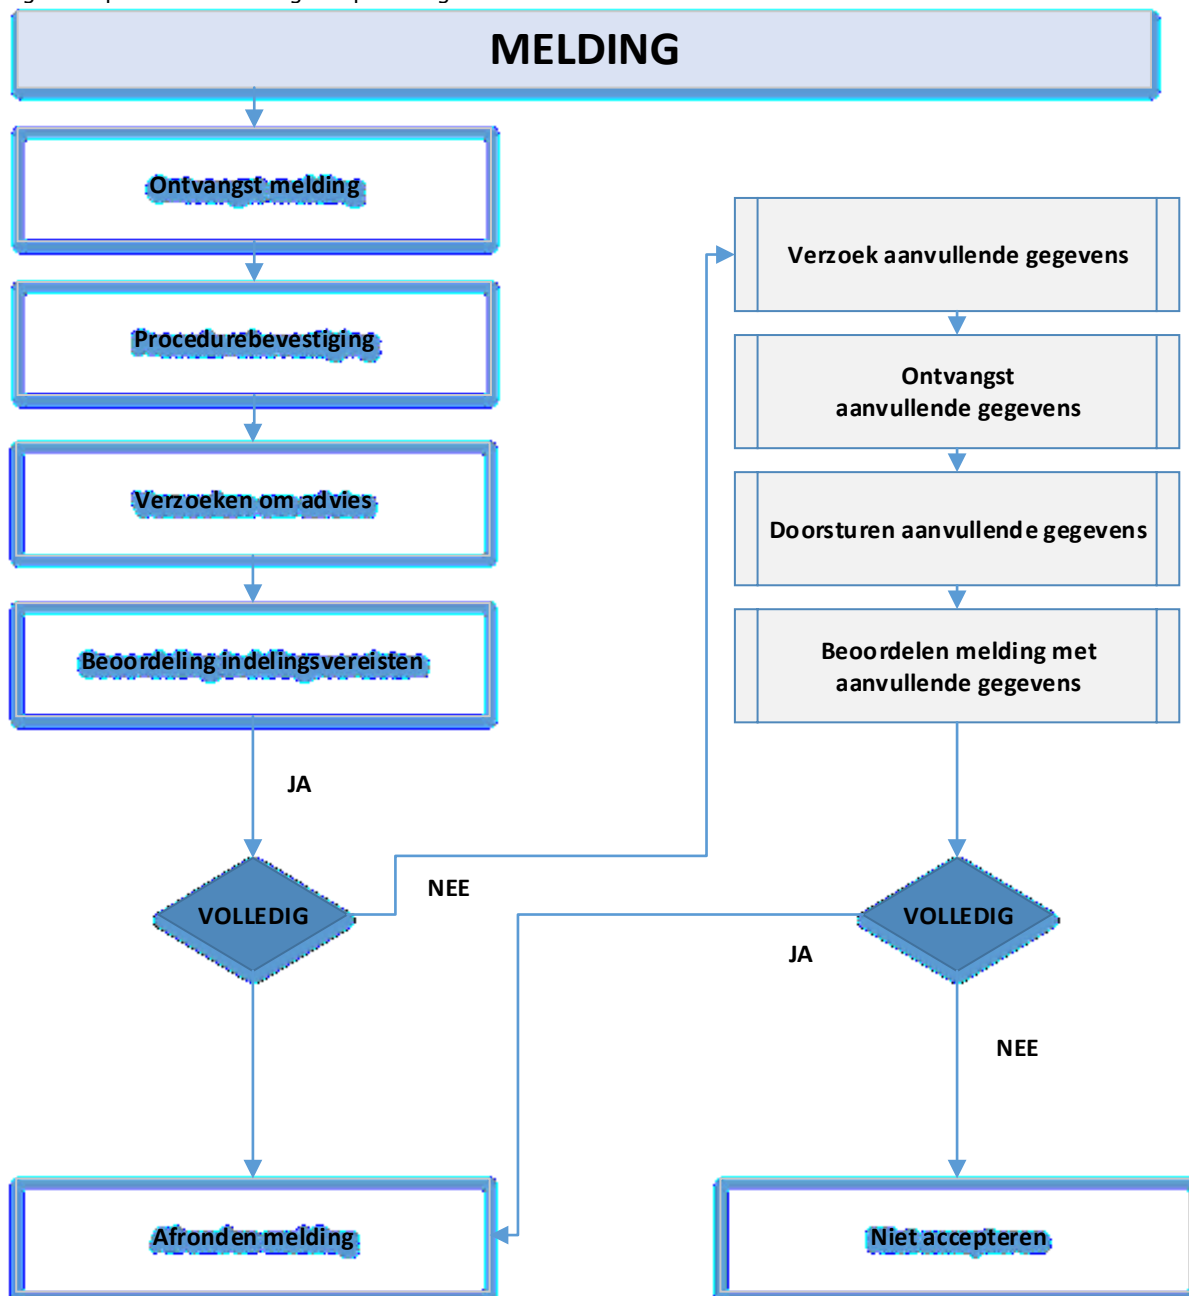 MELDING
Ontvangst melding
Procedurebevestiging
Verzoeken om advies
Beoordeling indelingsvereisten
JA
VOLLEDIG
NEE
Afronden melding
Verzoek aanvullende gegevens
Ontvangst
aanvullende gegevens
Doorsturen aanvullende gegevens
Beoordelen melding met
aanvullende gegevens
VOLLEDIG
JA
NEE
Niet accepteren